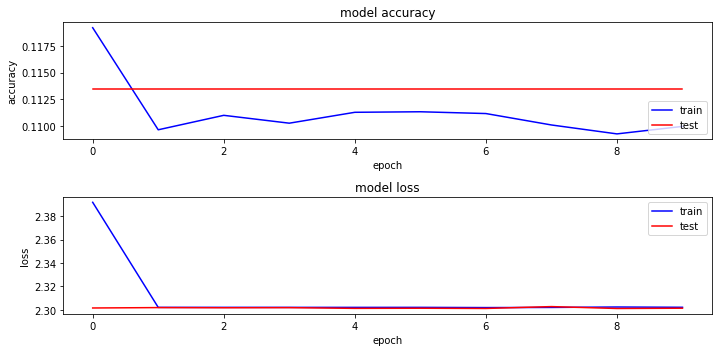 model accuracy
0.1175
0.1150
0.1125
0.1100
accuracy
train
test
0 2 4 6 8
epoch
model loss
2.38
2.36
2.34
2.32
2.30
loss
train
test
0 2 4 6 8
epoch